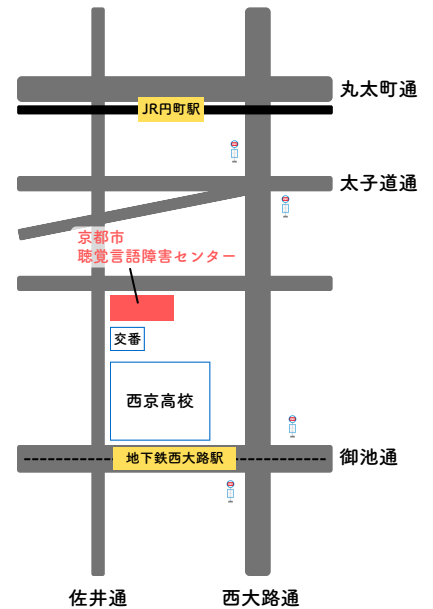 丸太町通
JR円町駅
太子道通
京都市
聴覚言語障害センター
交番
西京高校
地下鉄西大路駅
御池通
佐井通
西大路通